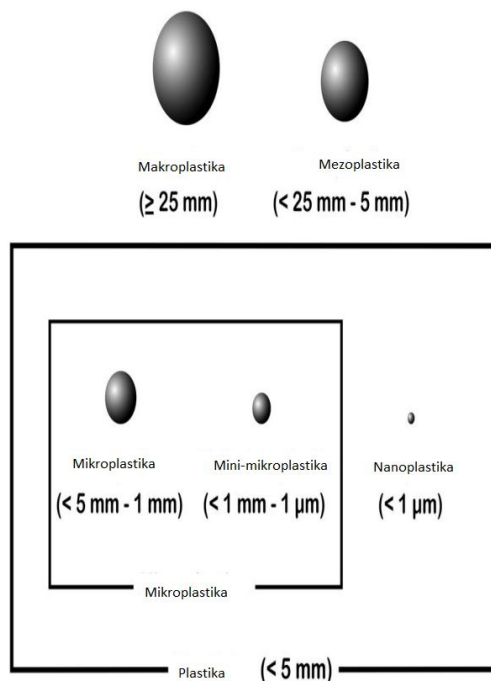 Makroplastika Mezoplastika
(≥ 25 mm) (< 25 mm - 5 mm)
Mikroplastika Mini-mikroplastika Nanoplastika
(< 5 mm - 1 mm) (< 1 mm - 1 µm) (< 1 µm)
Mikroplastika
Plastika (< 5 mm)